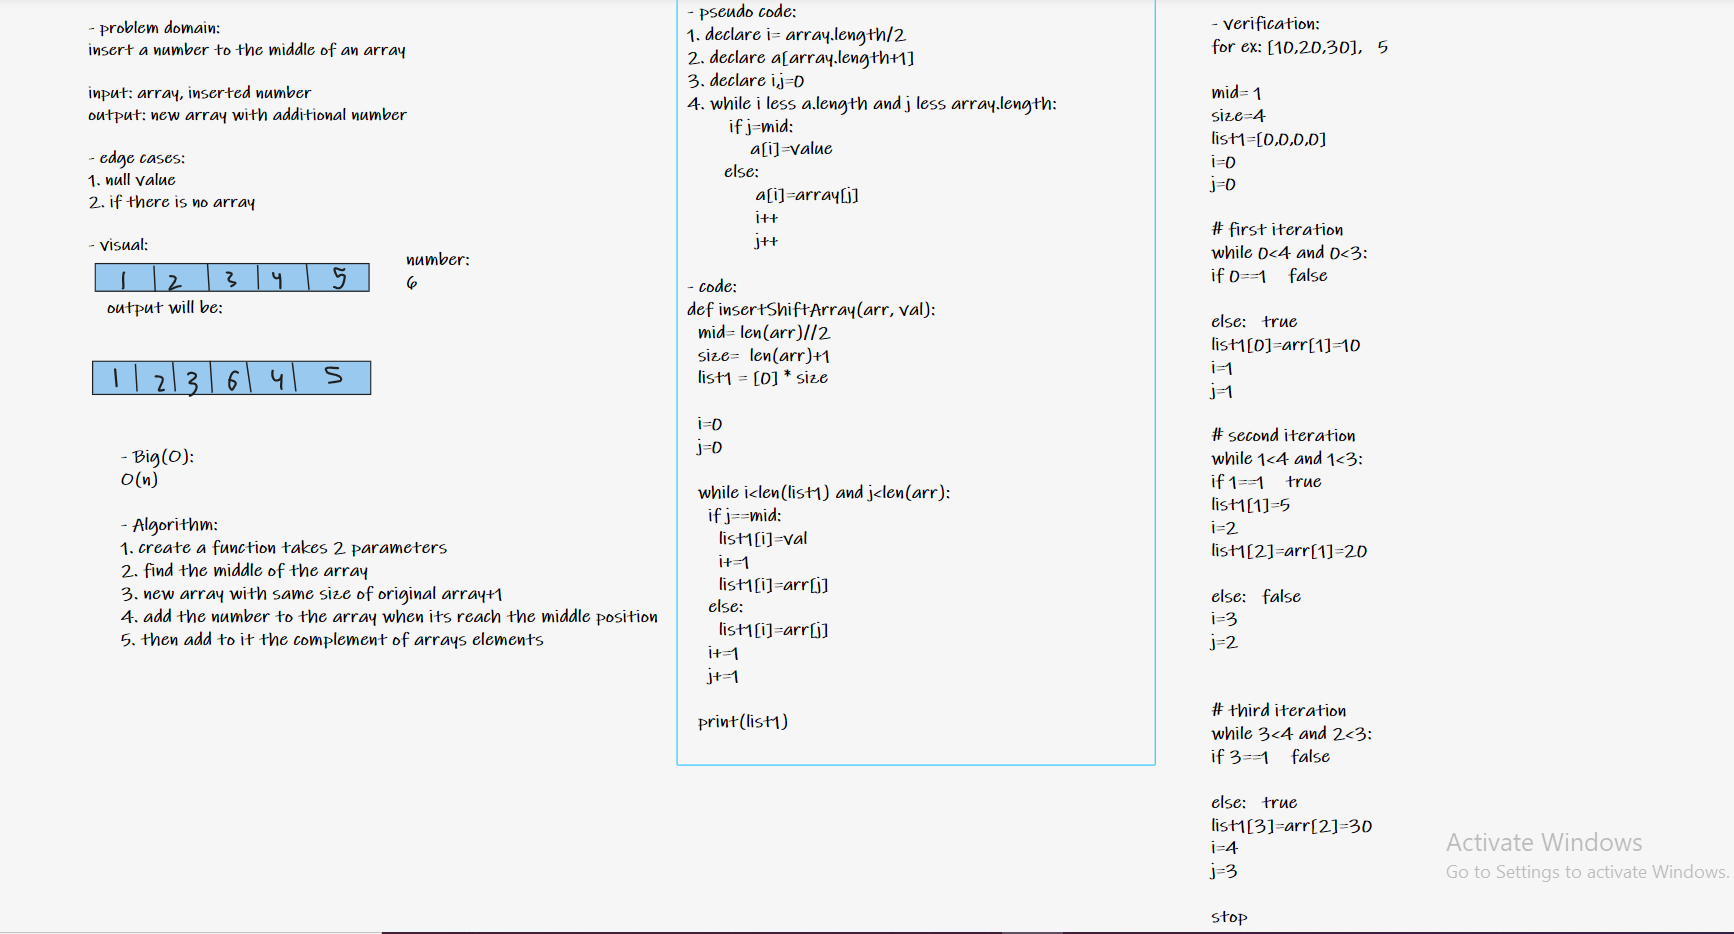 - problem domain:
insert a number to the middle of an array
input: array, inserted number
output: new array with additional number
- edge cases:
1. null value
2. if there is no array
- visual:
1 2 3 4 5
number:
6
output will be:
1 2 3 6 4 5
- Big(O):
O(n)
- Algorithm:
1. create a function takes 2 parameters
2. find the middle of the array
3. new array with same size of original array+1
4. add the number to the array when its reach the middle position
5. then add to it the complement of arrays elements
- pseudo code:
1. declare i= array.length/2
2. declare a[array.length+1]
3. declare i,j=0
4. while i less a.length and j less array.length:
if j=mid:
a[i]=value
else:
a[i]=array[j]
i++
j++
- code:
def insertShiftArray(arr, val):
mid= len(arr)//2
size= len(arr)+1
list1 = [0] * size
i=0
j=0
while i<len(list1) and j<len(arr):
if j==mid:
list1[i]=val
i+=1
list1[i]=arr[j]
else:
list1[i]=arr[j]
i+=1
j+=1
print(list1)
- verification:
for ex: [10,20,30], 5
mid= 1
size=4
list1=[0,0,0,0]
i=0
j=0
# first iteration
while 0<4 and 0<3:
if 0==1 false
else: true
list1[0]=arr[1]=10
i=1
j=1
# second iteration
while 1<4 and 1<3:
if 1==1 true
list1[1]=5
i=2
list1[2]=arr[1]=20
else: false
i=3
j=2
# third iteration
while 3<4 and 2<3:
if 3==1 false
else: true
list1[3]=arr[2]=30
i=4
j=3
stop
Activate Windows
Go to Settings to activate Windows.